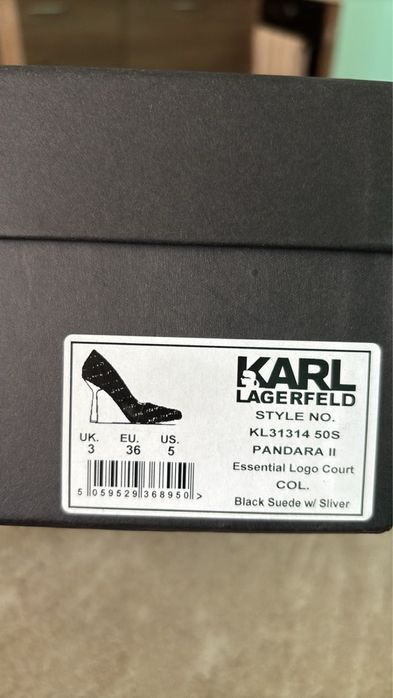 KARL
LAGERFELD
STYLE NO.
KL31314 50S
PANDARA II
Essential Logo Court
COL.
Black Suede w/ Sliver
UK. EU. US.
3 36 5
5 059529 368950 >